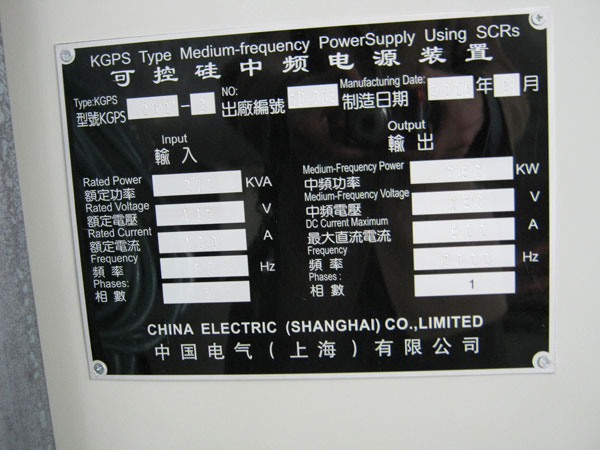 KGPS Type Medium-frequency PowerSupply Using SCRs
可控硅中频电源装置
Type:KGPS NO: Manufacturing Date:
型號KGPS 出廠編號 制造日期 年 月
Input Output
輸入 輸出
Rated Power KVA Medium-Frequency Power KW
額定功率 中頻功率
Rated Voltage V Medium-Frequency Voltage V
額定電壓 中頻電壓
Rated Current A DC Current Maximum A
額定電流 最大直流電流
Frequency Hz Frequency Hz
頻率 頻率
Phases: Phases: 1
相數 相數
CHINA ELECTRIC (SHANGHAI) CO.,LIMITED
中国电气(上海)有限公司